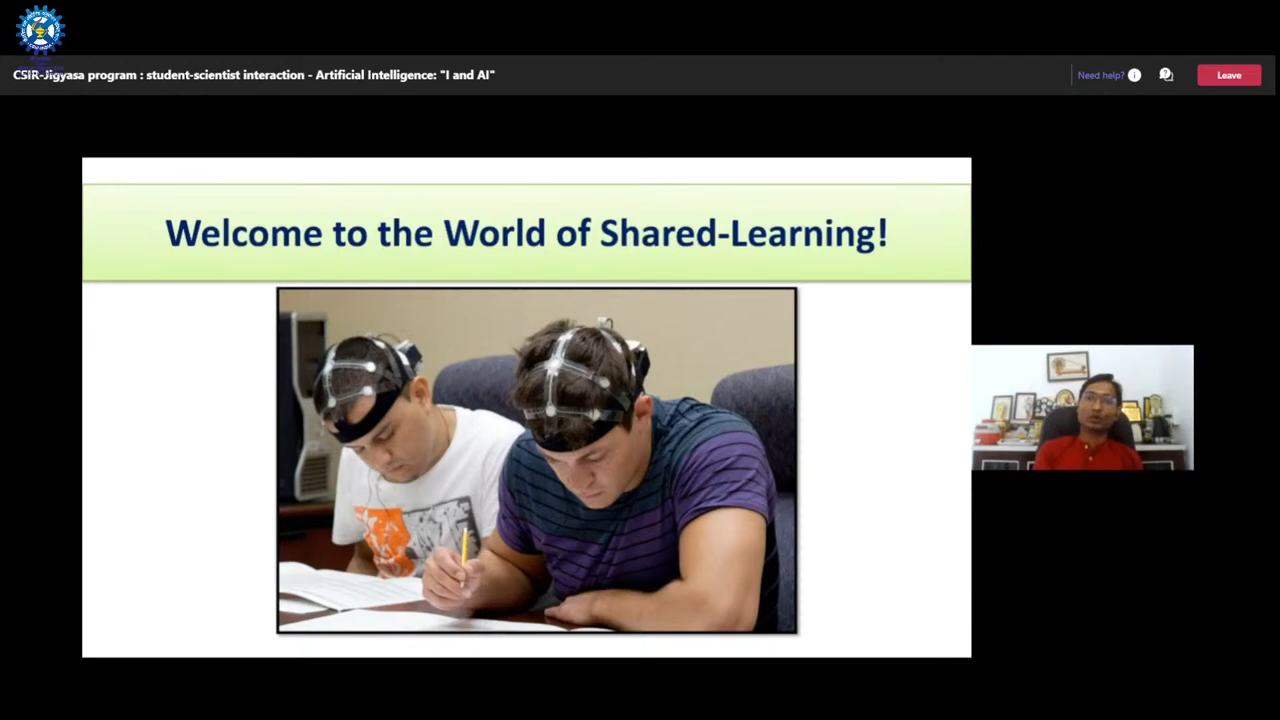 CSIR-Jigyasa program : student-scientist interaction - Artificial Intelligence: "I and AI"
Need help?
Leave
Welcome to the World of Shared-Learning!